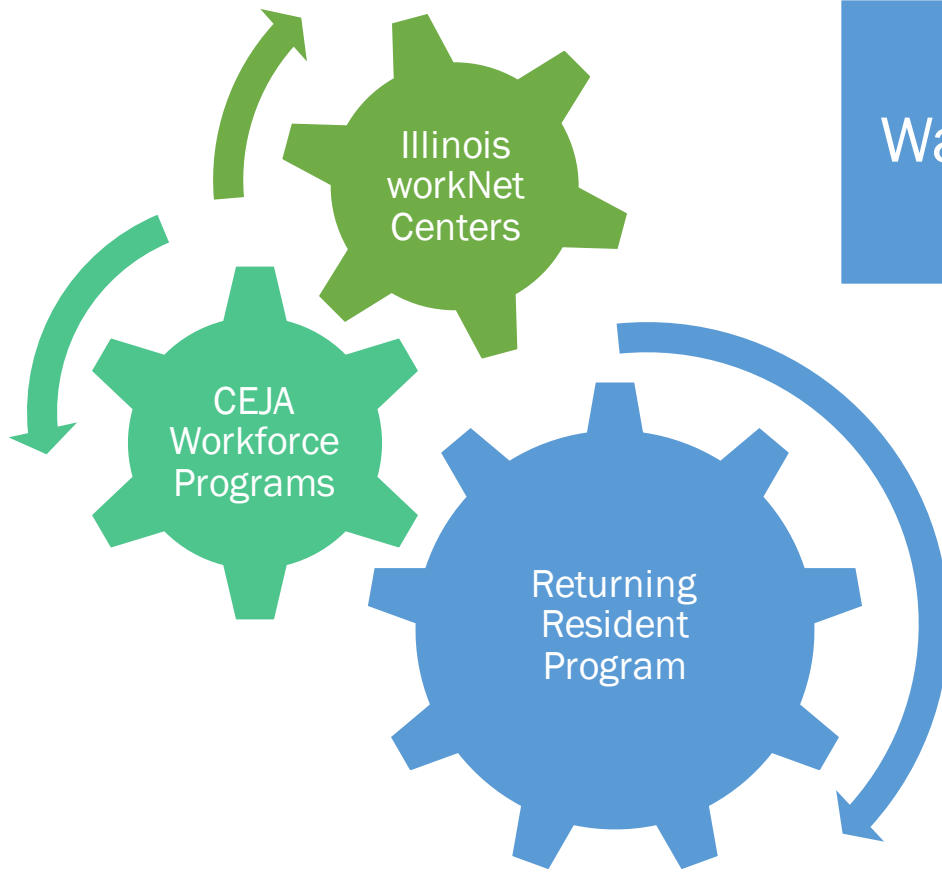 Illinois
workNet
Centers
CEJA
Workforce
Programs
Returning
Resident
Program